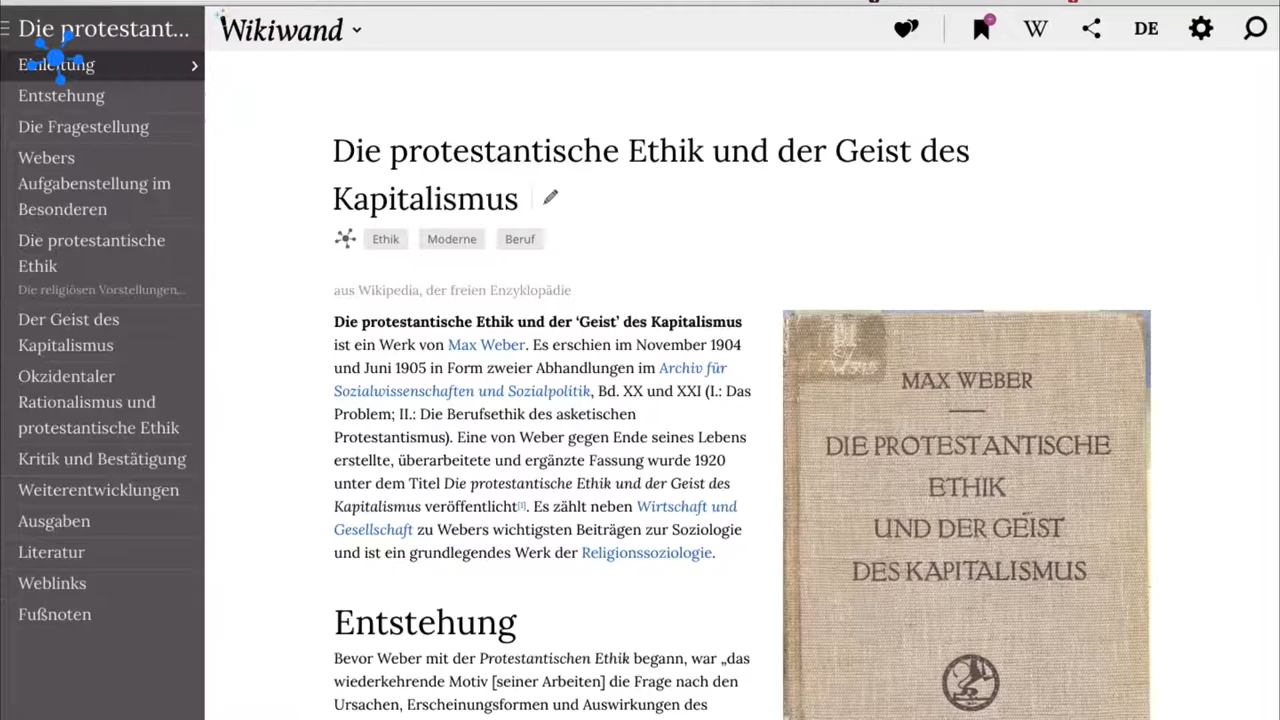 Die protestant...
Einleitung
Entstehung
Die Fragestellung
Webers
Aufgabenstellung im
Besonderen
Die protestantische
Ethik
Die religiösen Vorstellungen...
Der Geist des
Kapitalismus
Okzidentaler
Rationalismus und
protestantische Ethik
Kritik und Bestätigung
Weiterentwicklungen
Ausgaben
Literatur
Weblinks
Fußnoten
Wikiwand
W
DE
Die protestantische Ethik und der Geist des
Kapitalismus
Ethik Moderne Beruf
aus Wikipedia, der freien Enzyklopädie
Die protestantische Ethik und der ‘Geist’ des Kapitalismus
ist ein Werk von Max Weber. Es erschien im November 1904
und Juni 1905 in Form zweier Abhandlungen im Archiv für
Sozialwissenschaften und Sozialpolitik, Bd. XX und XXI (I.: Das
Problem; II.: Die Berufsethik des asketischen
Protestantismus). Eine von Weber gegen Ende seines Lebens
erstellte, überarbeitete und ergänzte Fassung wurde 1920
unter dem Titel Die protestantische Ethik und der Geist des
Kapitalismus veröffentlicht[1]. Es zählt neben Wirtschaft und
Gesellschaft zu Webers wichtigsten Beiträgen zur Soziologie
und ist ein grundlegendes Werk der Religionssoziologie.
Entstehung
Bevor Weber mit der Protestantischen Ethik begann, war „das
wiederkehrende Motiv [seiner Arbeiten] die Frage nach den
Ursachen, Erscheinungsformen und Auswirkungen des
MAX WEBER
DIE PROTESTANTISCHE
ETHIK
UND DER GEIST
DES KAPITALISMUS